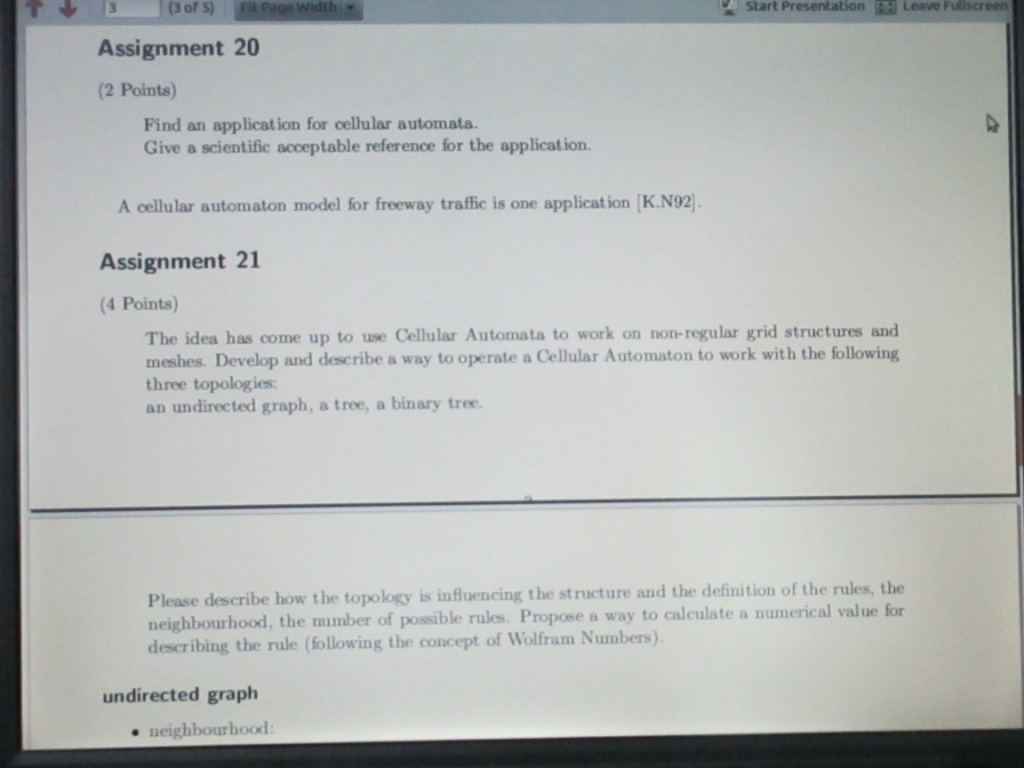 3 (3 of 5) Fit Page Width Start Presentation Leave Fullscreen
Assignment 20
(2 Points)
Find an application for cellular automata.
Give a scientific acceptable reference for the application.
A cellular automaton model for freeway traffic is one application [K.N92].
Assignment 21
(4 Points)
The idea has come up to use Cellular Automata to work on non-regular grid structures and
meshes. Develop and describe a way to operate a Cellular Automaton to work with the following
three topologies:
an undirected graph, a tree, a binary tree.
Please describe how the topology is influencing the structure and the definition of the rules, the
neighbourhood, the number of possible rules. Propose a way to calculate a numerical value for
describing the rule (following the concept of Wolfram Numbers).
undirected graph
• neighbourhood: